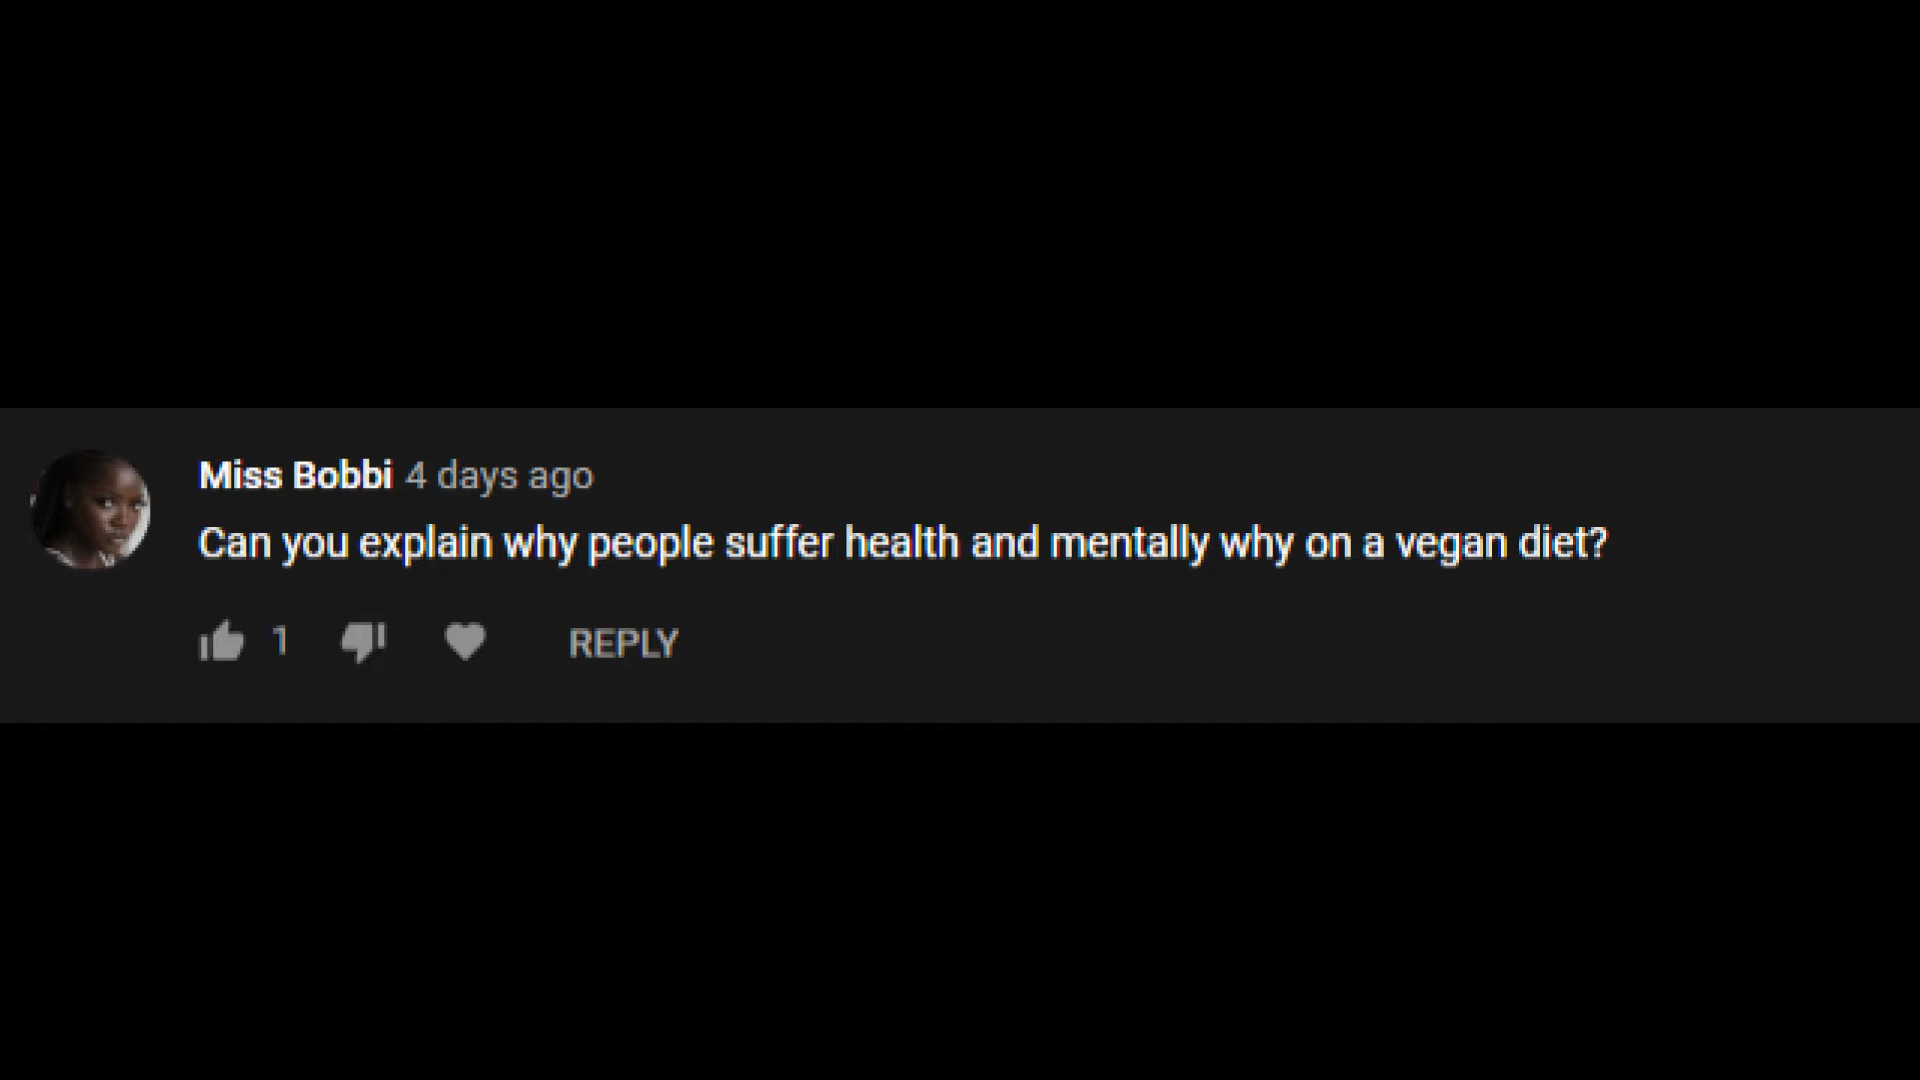 Miss Bobbi 4 days ago
Can you explain why people suffer health and mentally why on a vegan diet?
1 REPLY